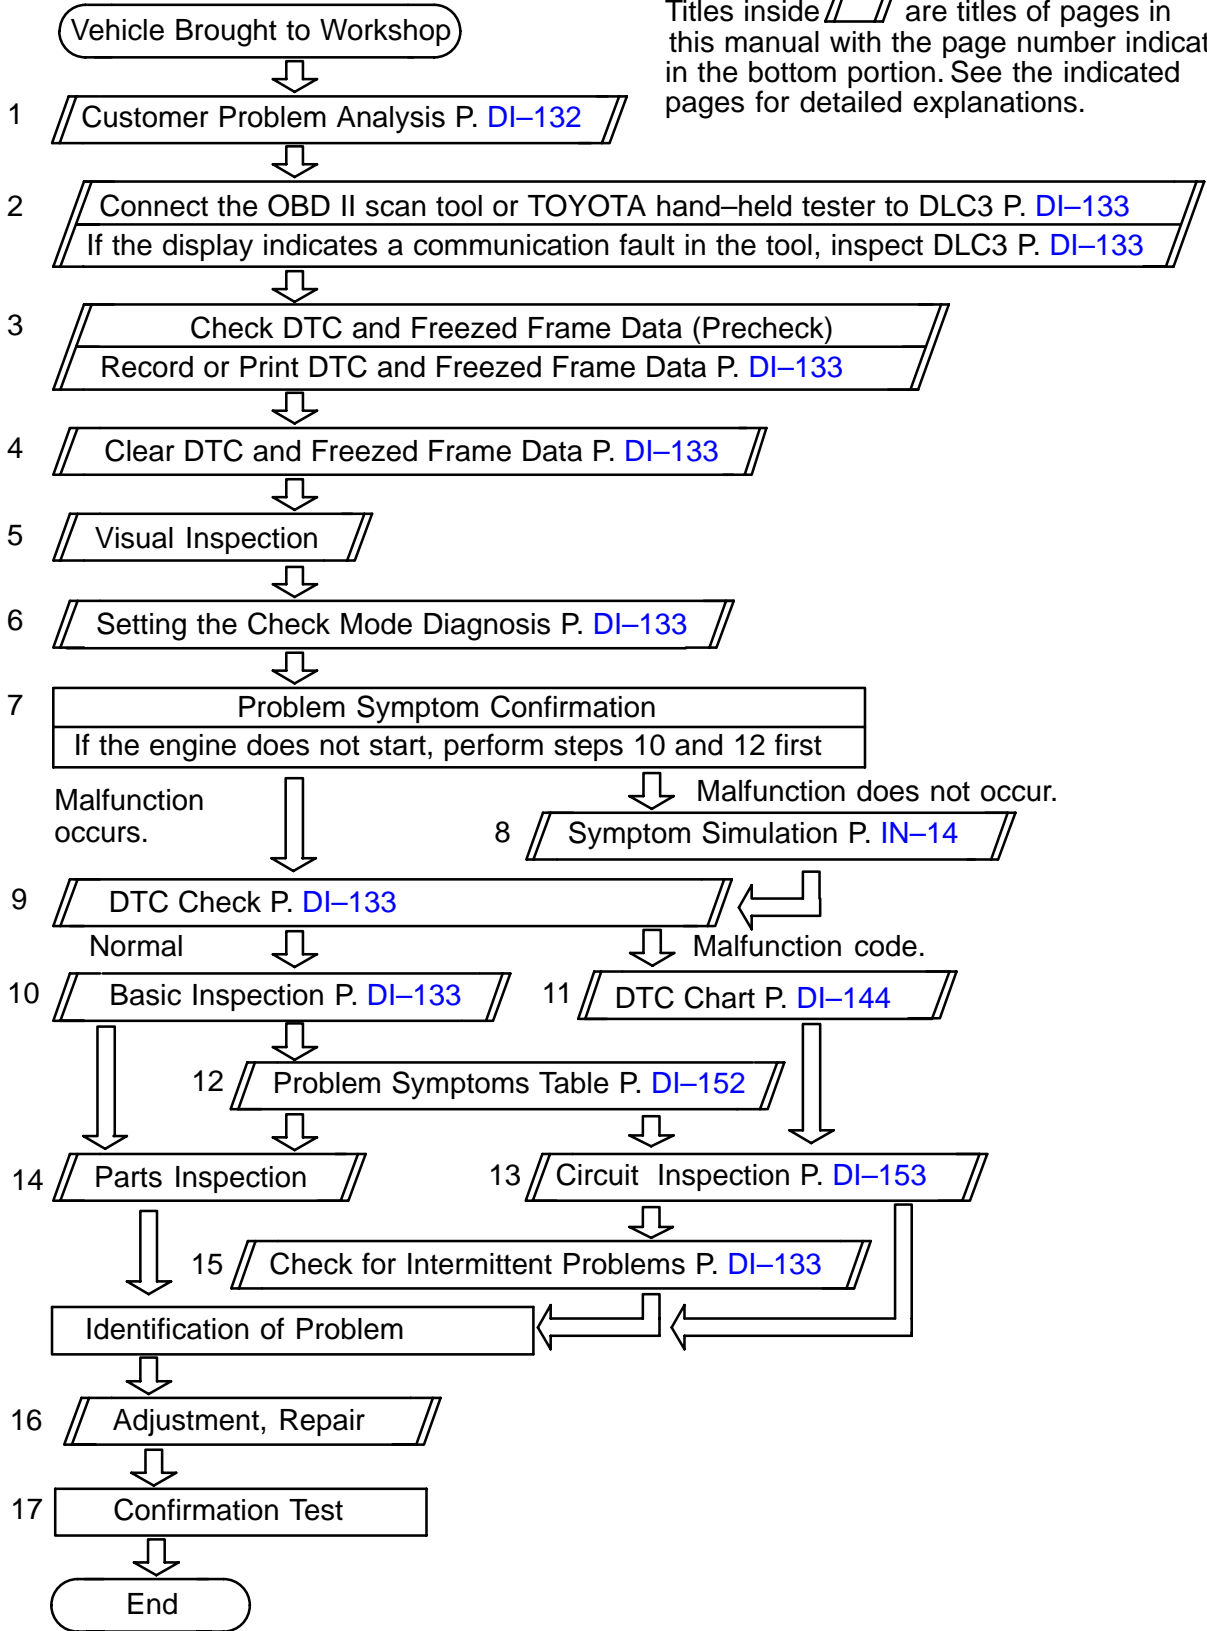 Vehicle Brought to Workshop
Titles inside are titles of pages in
this manual with the page number
in the bottom portion. See the indicated
pages for detailed explanations.
1 Customer Problem Analysis P. DI–132
2 Connect the OBD II scan tool or TOYOTA hand–held tester to DLC3 P. DI–133
If the display indicates a communication fault in the tool, inspect DLC3 P. DI–133
3 Check DTC and Freezed Frame Data (Precheck)
Record or Print DTC and Freezed Frame Data P. DI–133
4 Clear DTC and Freezed Frame Data P. DI–133
5 Visual Inspection
6 Setting the Check Mode Diagnosis P. DI–133
7 Problem Symptom Confirmation
If the engine does not start, perform steps 10 and 12 first
Malfunction
occurs.
Malfunction does not occur.
8 Symptom Simulation P. IN–14
9 DTC Check P. DI–133
Normal
Malfunction code.
10 Basic Inspection P. DI–133
11 DTC Chart P. DI–144
12 Problem Symptoms Table P. DI–152
14 Parts Inspection
13 Circuit Inspection P. DI–153
15 Check for Intermittent Problems P. DI–133
Identification of Problem
16 Adjustment, Repair
17 Confirmation Test
End